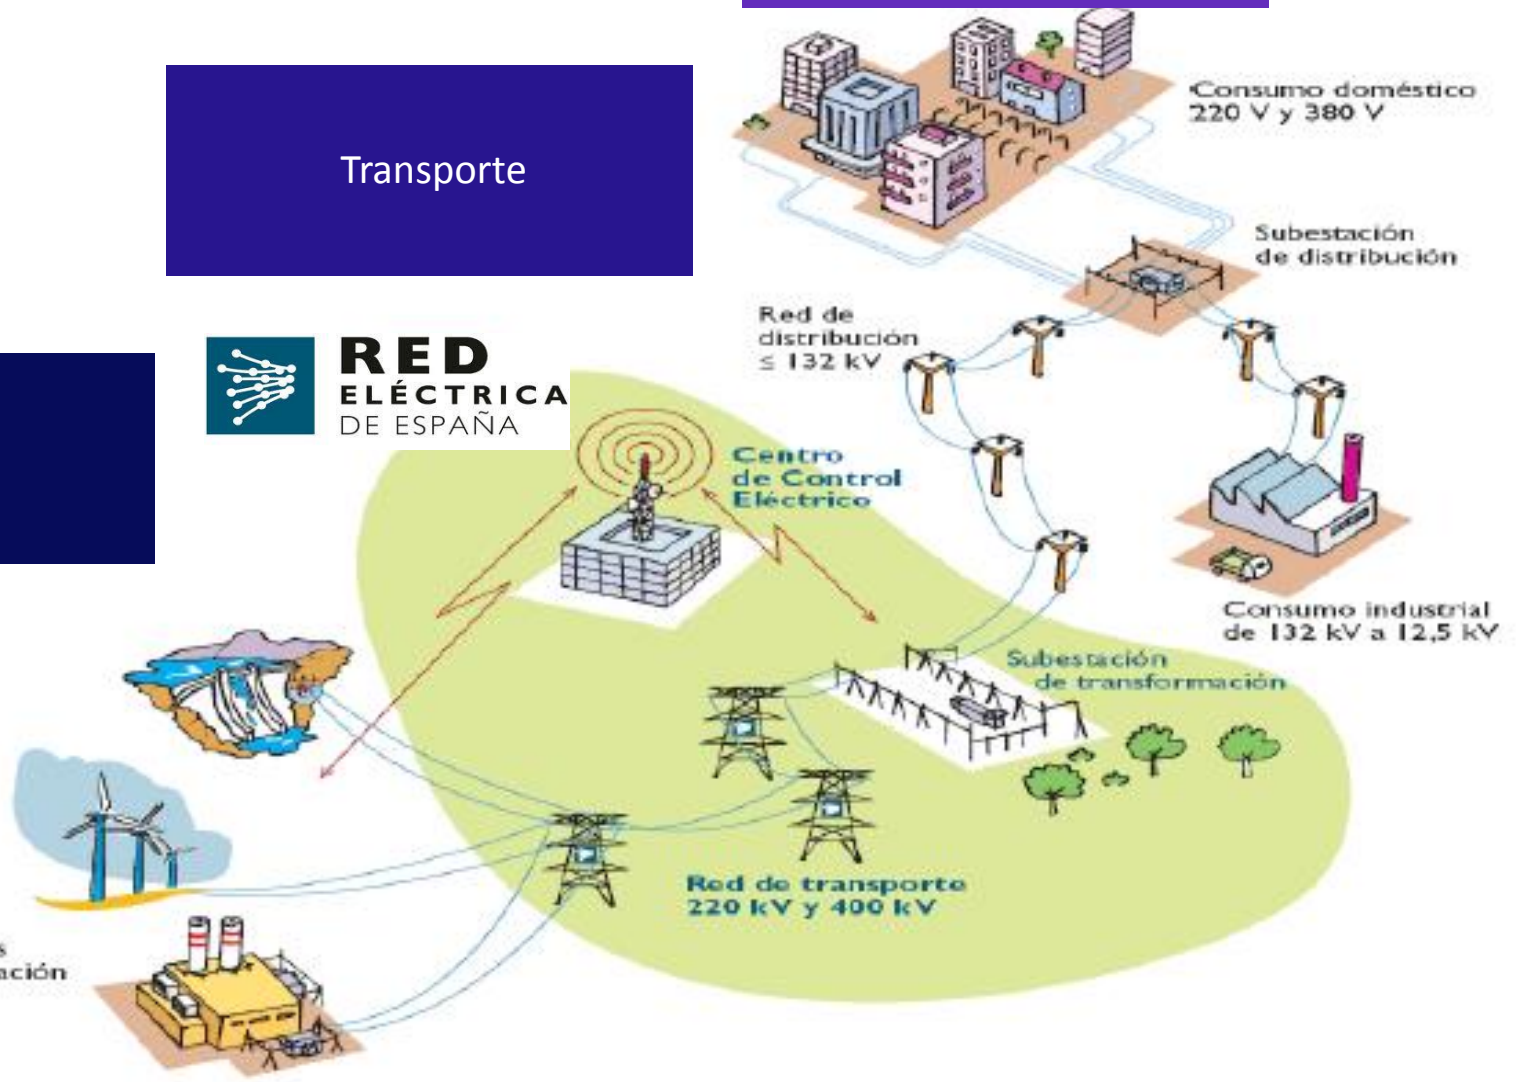 Transporte
Consumo doméstico
220 V y 380 V
Subestación
de distribución
Red de
distribución
≤ 132 kV
RED
ELÉCTRICA
DE ESPAÑA
Centro
de Control
Eléctrico
Consumo industrial
de 132 kV a 12,5 kV
Subestación
de transformación
Red de transporte
220 kV y 400 kV
s
ación